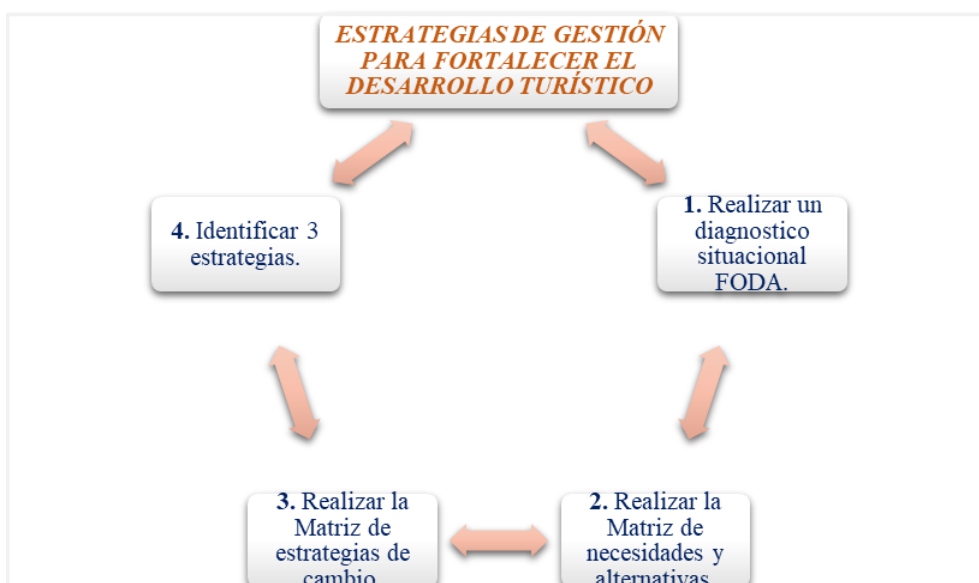 ESTRATEGIAS DE GESTIÓN
PARA FORTALECER EL
DESARROLLO TURÍSTICO
1. Realizar un
diagnostico
situacional
FODA.
2. Realizar la
Matriz de
necesidades y
alternativas
3. Realizar la
Matriz de
estrategias de
cambio
4. Identificar 3
estrategias.